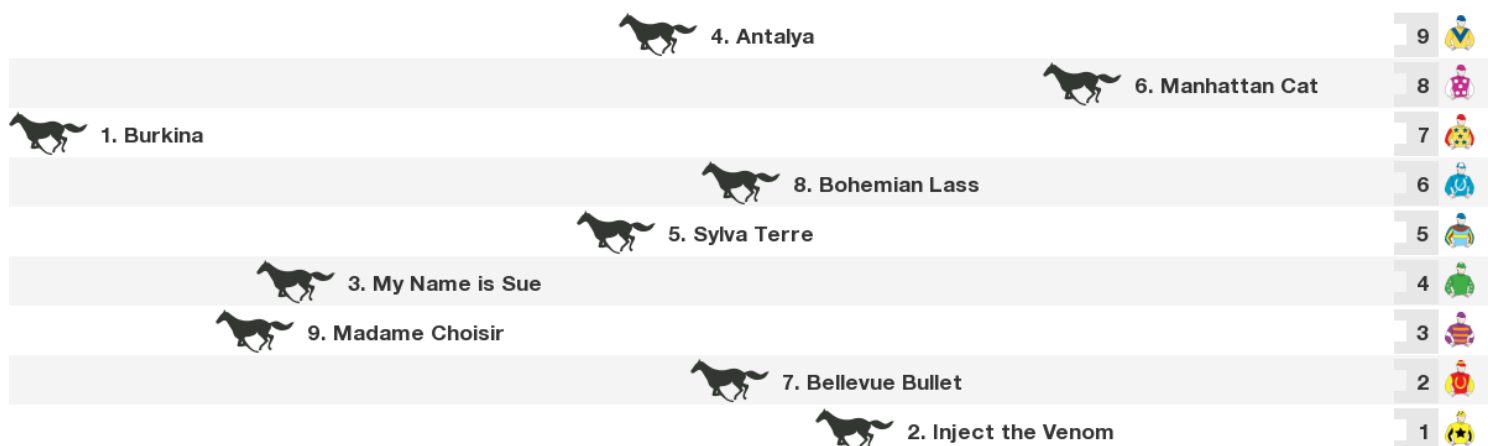 4. Antalya 9
6. Manhattan Cat 8
1. Burkina 7
8. Bohemian Lass 6
5. Sylva Terre 5
3. My Name is Sue 4
9. Madame Choisir 3
7. Bellevue Bullet 2
2. Inject the Venom 1